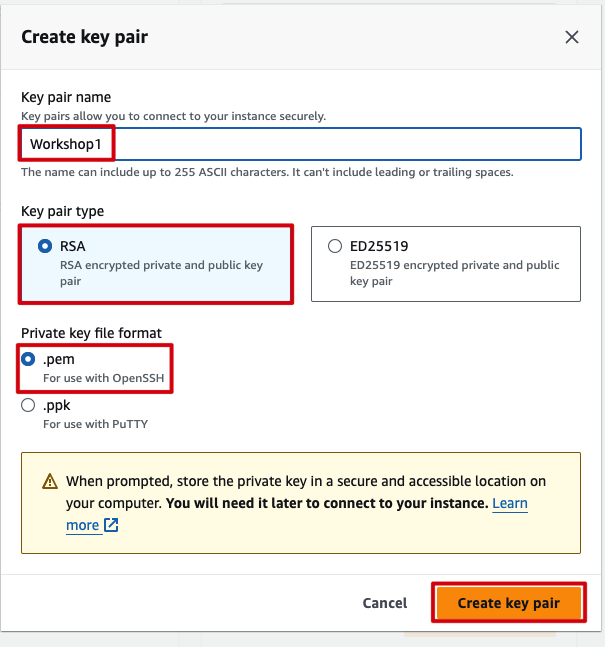 Create key pair
Key pair name
Key pairs allow you to connect to your instance securely.
Workshop1
The name can include up to 255 ASCII characters. It can't include leading or trailing spaces.
Key pair type
RSA
RSA encrypted private and public key
pair
ED25519
ED25519 encrypted private and public
key pair
Private key file format
.pem
For use with OpenSSH
.ppk
For use with PuTTY
When prompted, store the private key in a secure and accessible location on
your computer. You will need it later to connect to your instance. Learn
more
Cancel
Create key pair